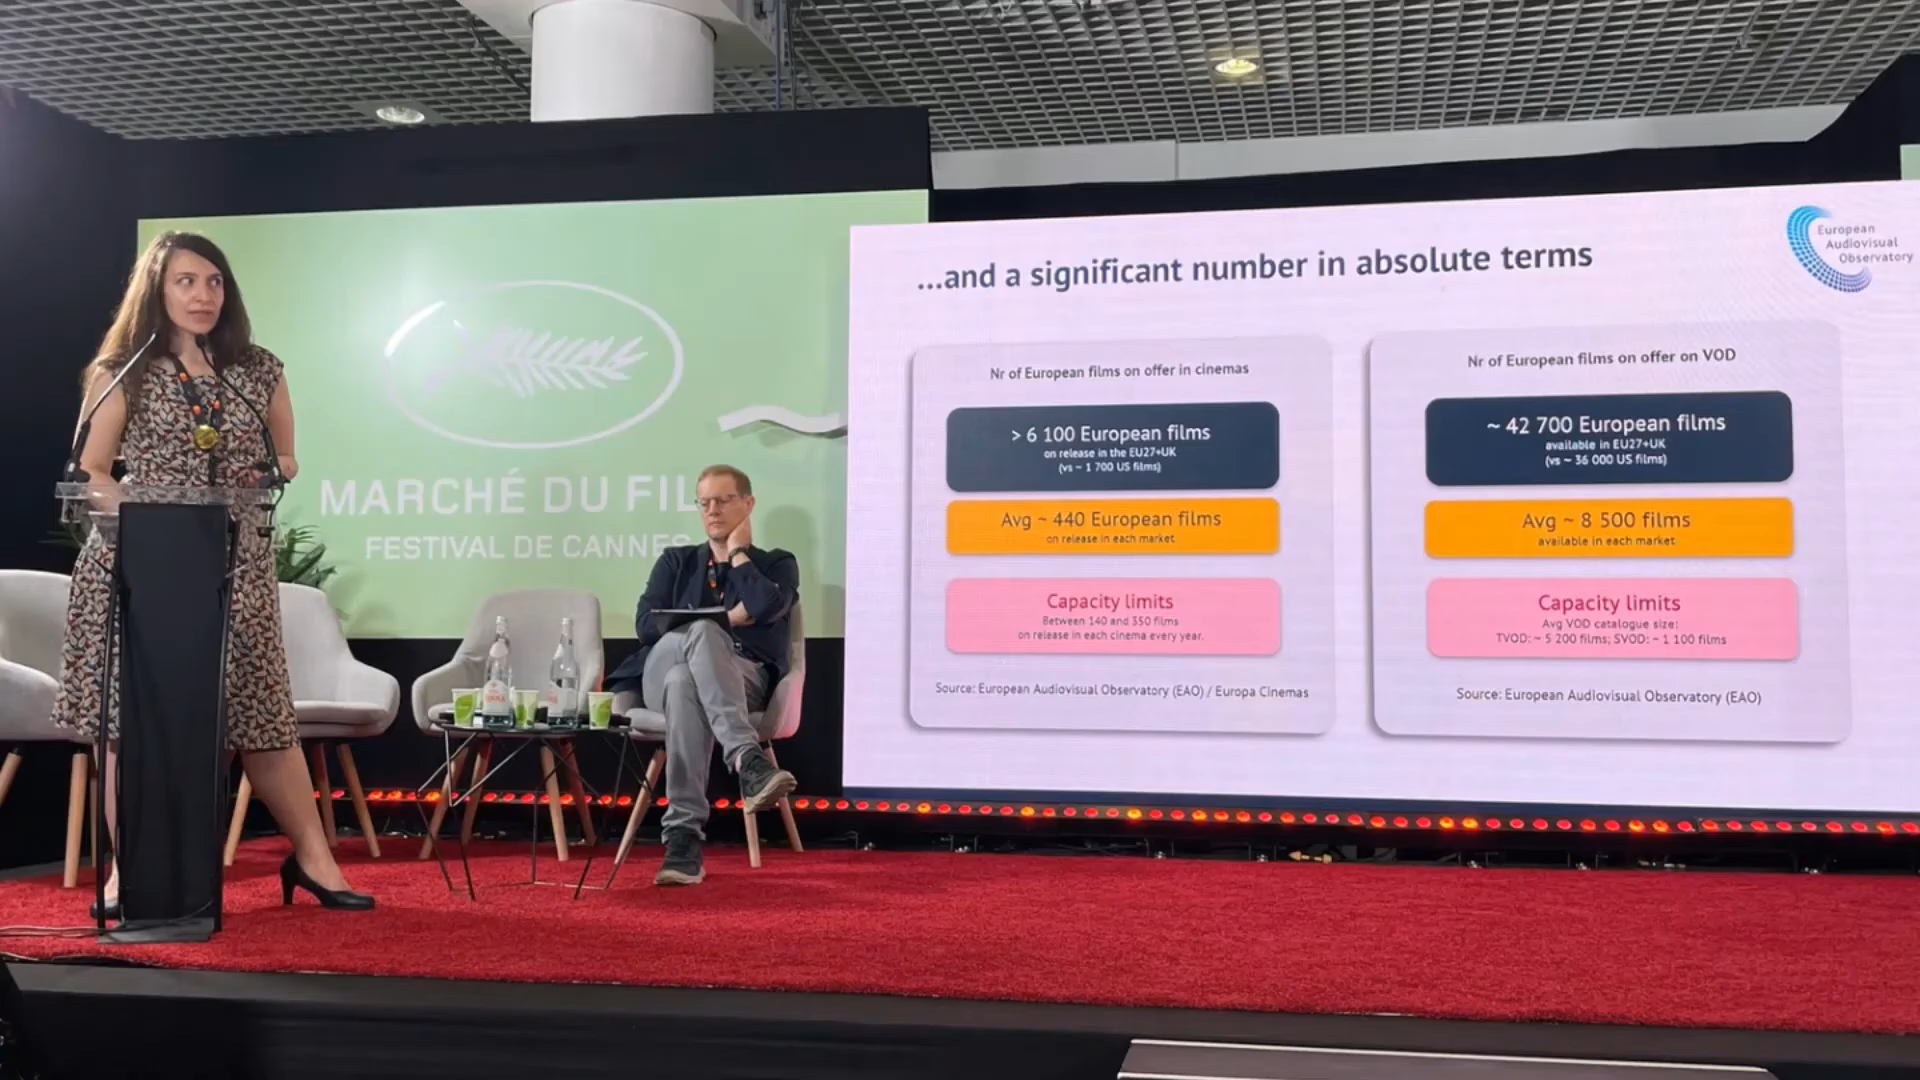 MARCHÉ DU FIL
FESTIVAL DE CANNES
...and a significant number in absolute terms
European
Audiovisual
Observatory
Nr of European films on offer in cinemas
> 6 100 European films
on release in the EU27+UK
(vs ~ 1 700 US films)
Avg ~ 440 European films
on release in each market
Capacity limits
Between 140 and 350 films
on release in each cinema every year.
Source: European Audiovisual Observatory (EAO) / Europa Cinemas
Nr of European films on offer on VOD
~ 42 700 European films
available in EU27+UK
(vs ~ 36 000 US films)
Avg ~ 8 500 films
available in each market
Capacity limits
Avg VOD catalogue size:
TVOD: ~ 5 200 films; SVOD: ~ 1 100 films
Source: European Audiovisual Observatory (EAO)